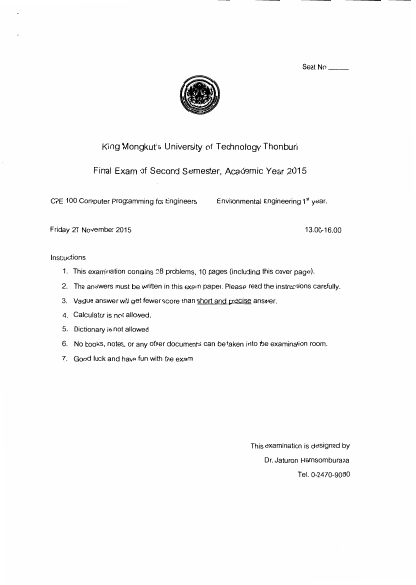 Seat No ______
King Mongkut's University of Technology Thonburi
Final Exam of Second Semester, Academic Year 2015
CPE 100 Computer Programming for Engineers Environmental Engineering 1st year.
Friday 27 November 2015 13.00-16.00
Instructions
1. This examination contains 28 problems, 10 pages (including this cover page).
2. The answers must be written in this exam paper. Please read the instructions carefully.
3. Vague answer will get fewer score than short and precise answer.
4. Calculator is not allowed.
5. Dictionary is not allowed
6. No books, notes, or any other documents can be taken into the examination room.
7. Good luck and have fun with the exam
This examination is designed by
Dr. Jaturon Harnsomburana
Tel. 0-2470-9080